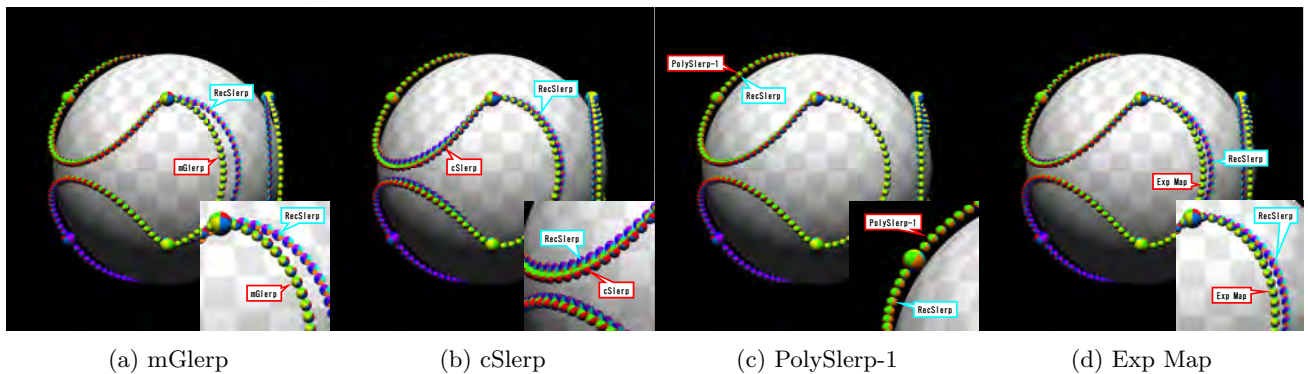 RecSlerp
mGlerp
RecSlerp
mGlerp
RecSlerp
cSlerp
RecSlerp
cSlerp
PolySlerp-1
RecSlerp
PolySlerp-1
RecSlerp
RecSlerp
Exp Map
RecSlerp
Exp Map
(a) mGlerp
(b) cSlerp
(c) PolySlerp-1
(d) Exp Map